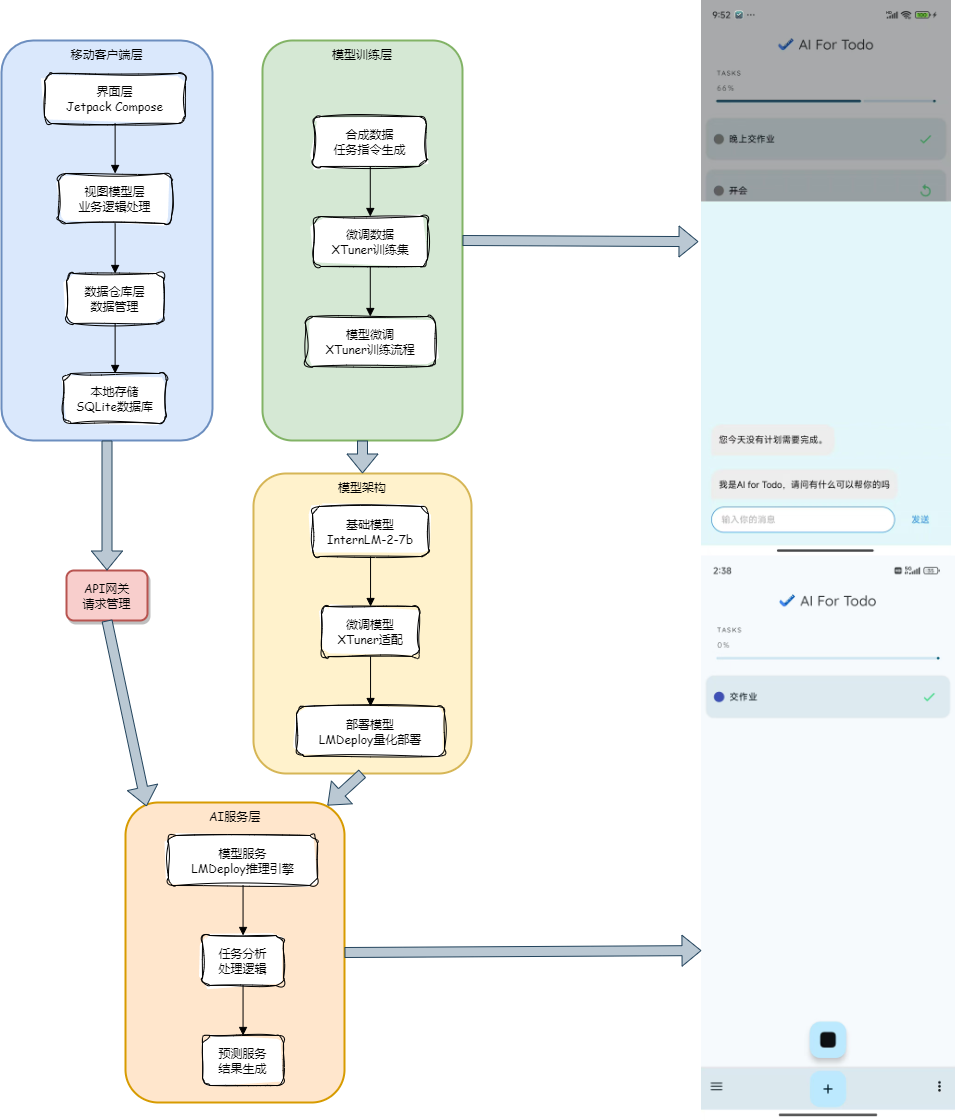 移动客户端层
界面层
Jetpack Compose
视图模型层
业务逻辑处理
数据仓库层
数据管理
本地存储
SQLite数据库
API网关
请求管理
模型训练层
合成数据
任务指令生成
微调数据
XTuner训练集
模型微调
XTuner训练流程
模型架构
基础模型
InternLM-2-7b
微调模型
XTuner适配
部署模型
LMDeploy量化部署
AI服务层
模型服务
LMDeploy推理引擎
任务分析
处理逻辑
预测服务
结果生成
9:52
100
AI For Todo
TASKS
66%
晚上交作业
开会
您今天没有计划需要完成。
我是AI for Todo，请问有什么可以帮你的吗
输入你的消息
发送
2:38
AI For Todo
TASKS
0%
交作业